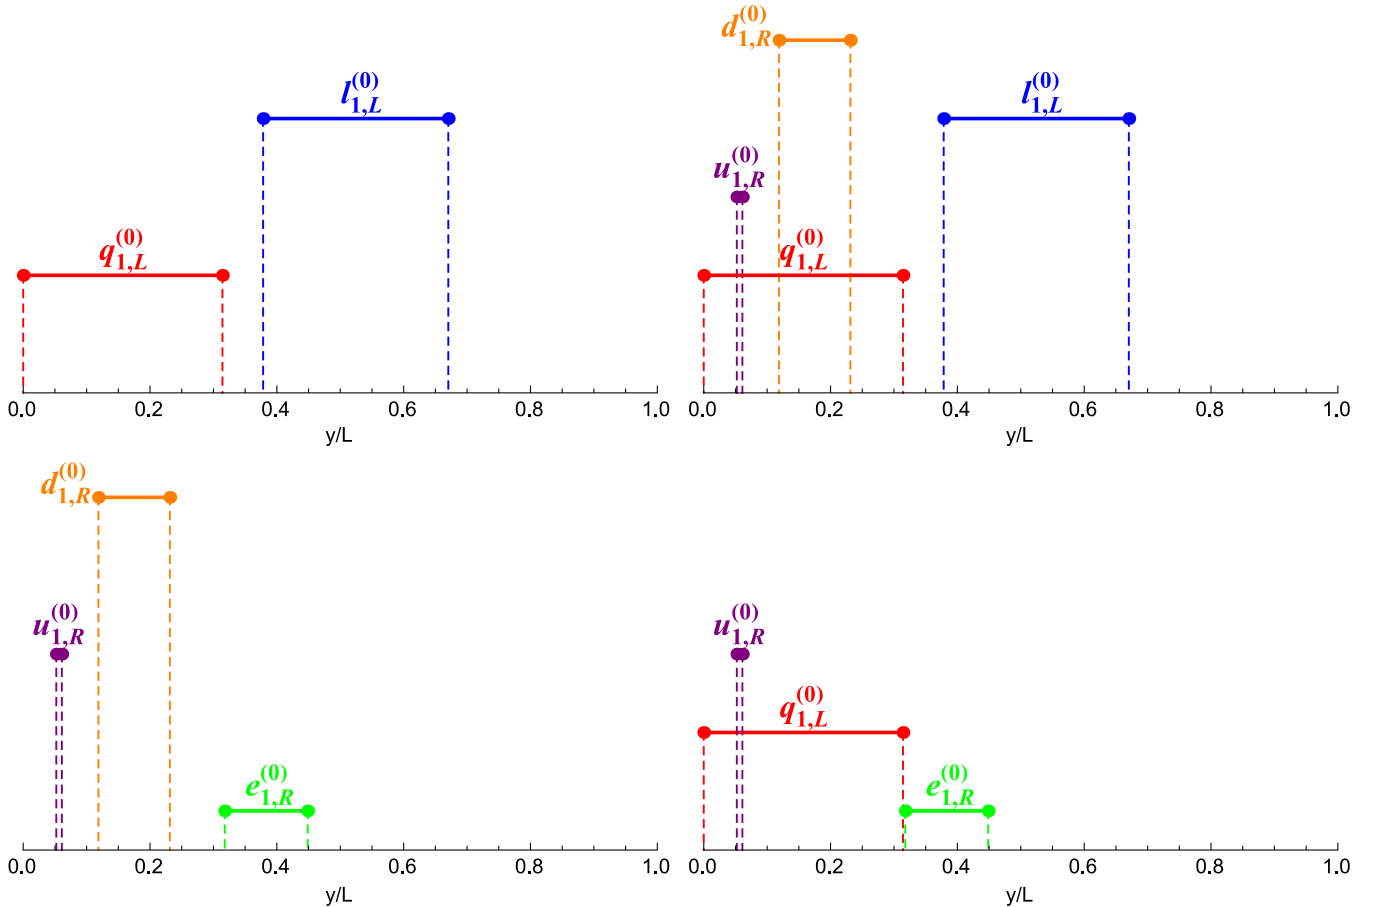 l_{1,L}^{(0)}
q_{1,L}^{(0)}
0.0 0.2 0.4 0.6 0.8 1.0
y/L
d_{1,R}^{(0)}
l_{1,L}^{(0)}
u_{1,R}^{(0)}
q_{1,L}^{(0)}
0.0 0.2 0.4 0.6 0.8 1.0
y/L
d_{1,R}^{(0)}
u_{1,R}^{(0)}
e_{1,R}^{(0)}
0.0 0.2 0.4 0.6 0.8 1.0
y/L
u_{1,R}^{(0)}
q_{1,L}^{(0)}
e_{1,R}^{(0)}
0.0 0.2 0.4 0.6 0.8 1.0
y/L